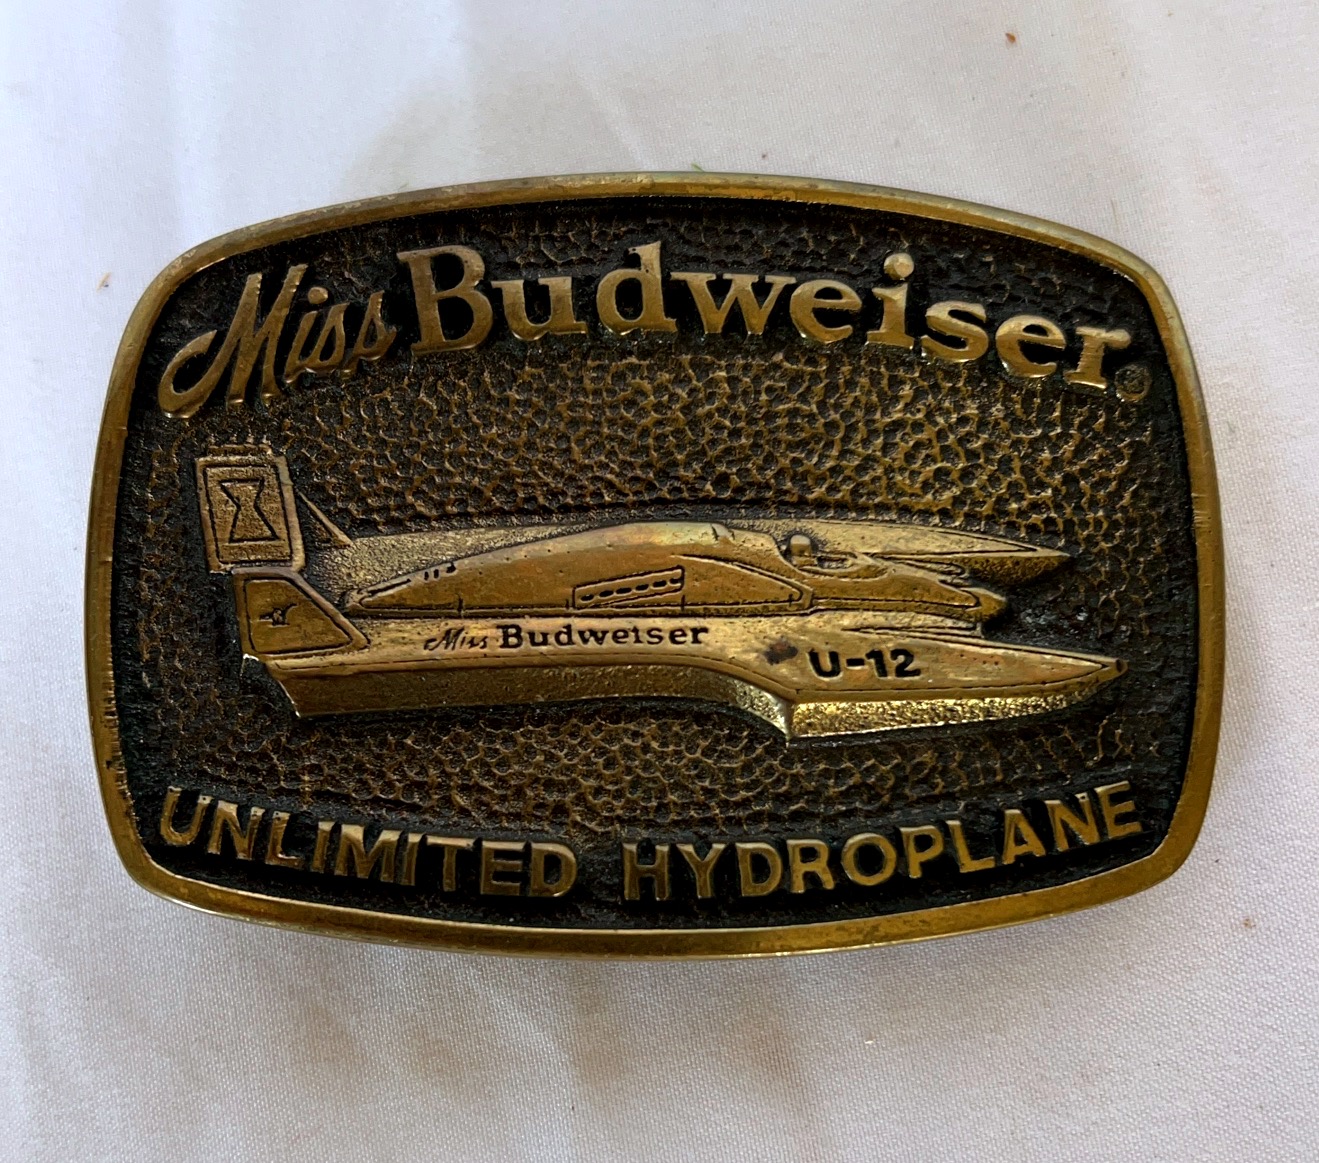 Miss Budweiser®
Miss Budweiser
U-12
UNLIMITED HYDROPLANE